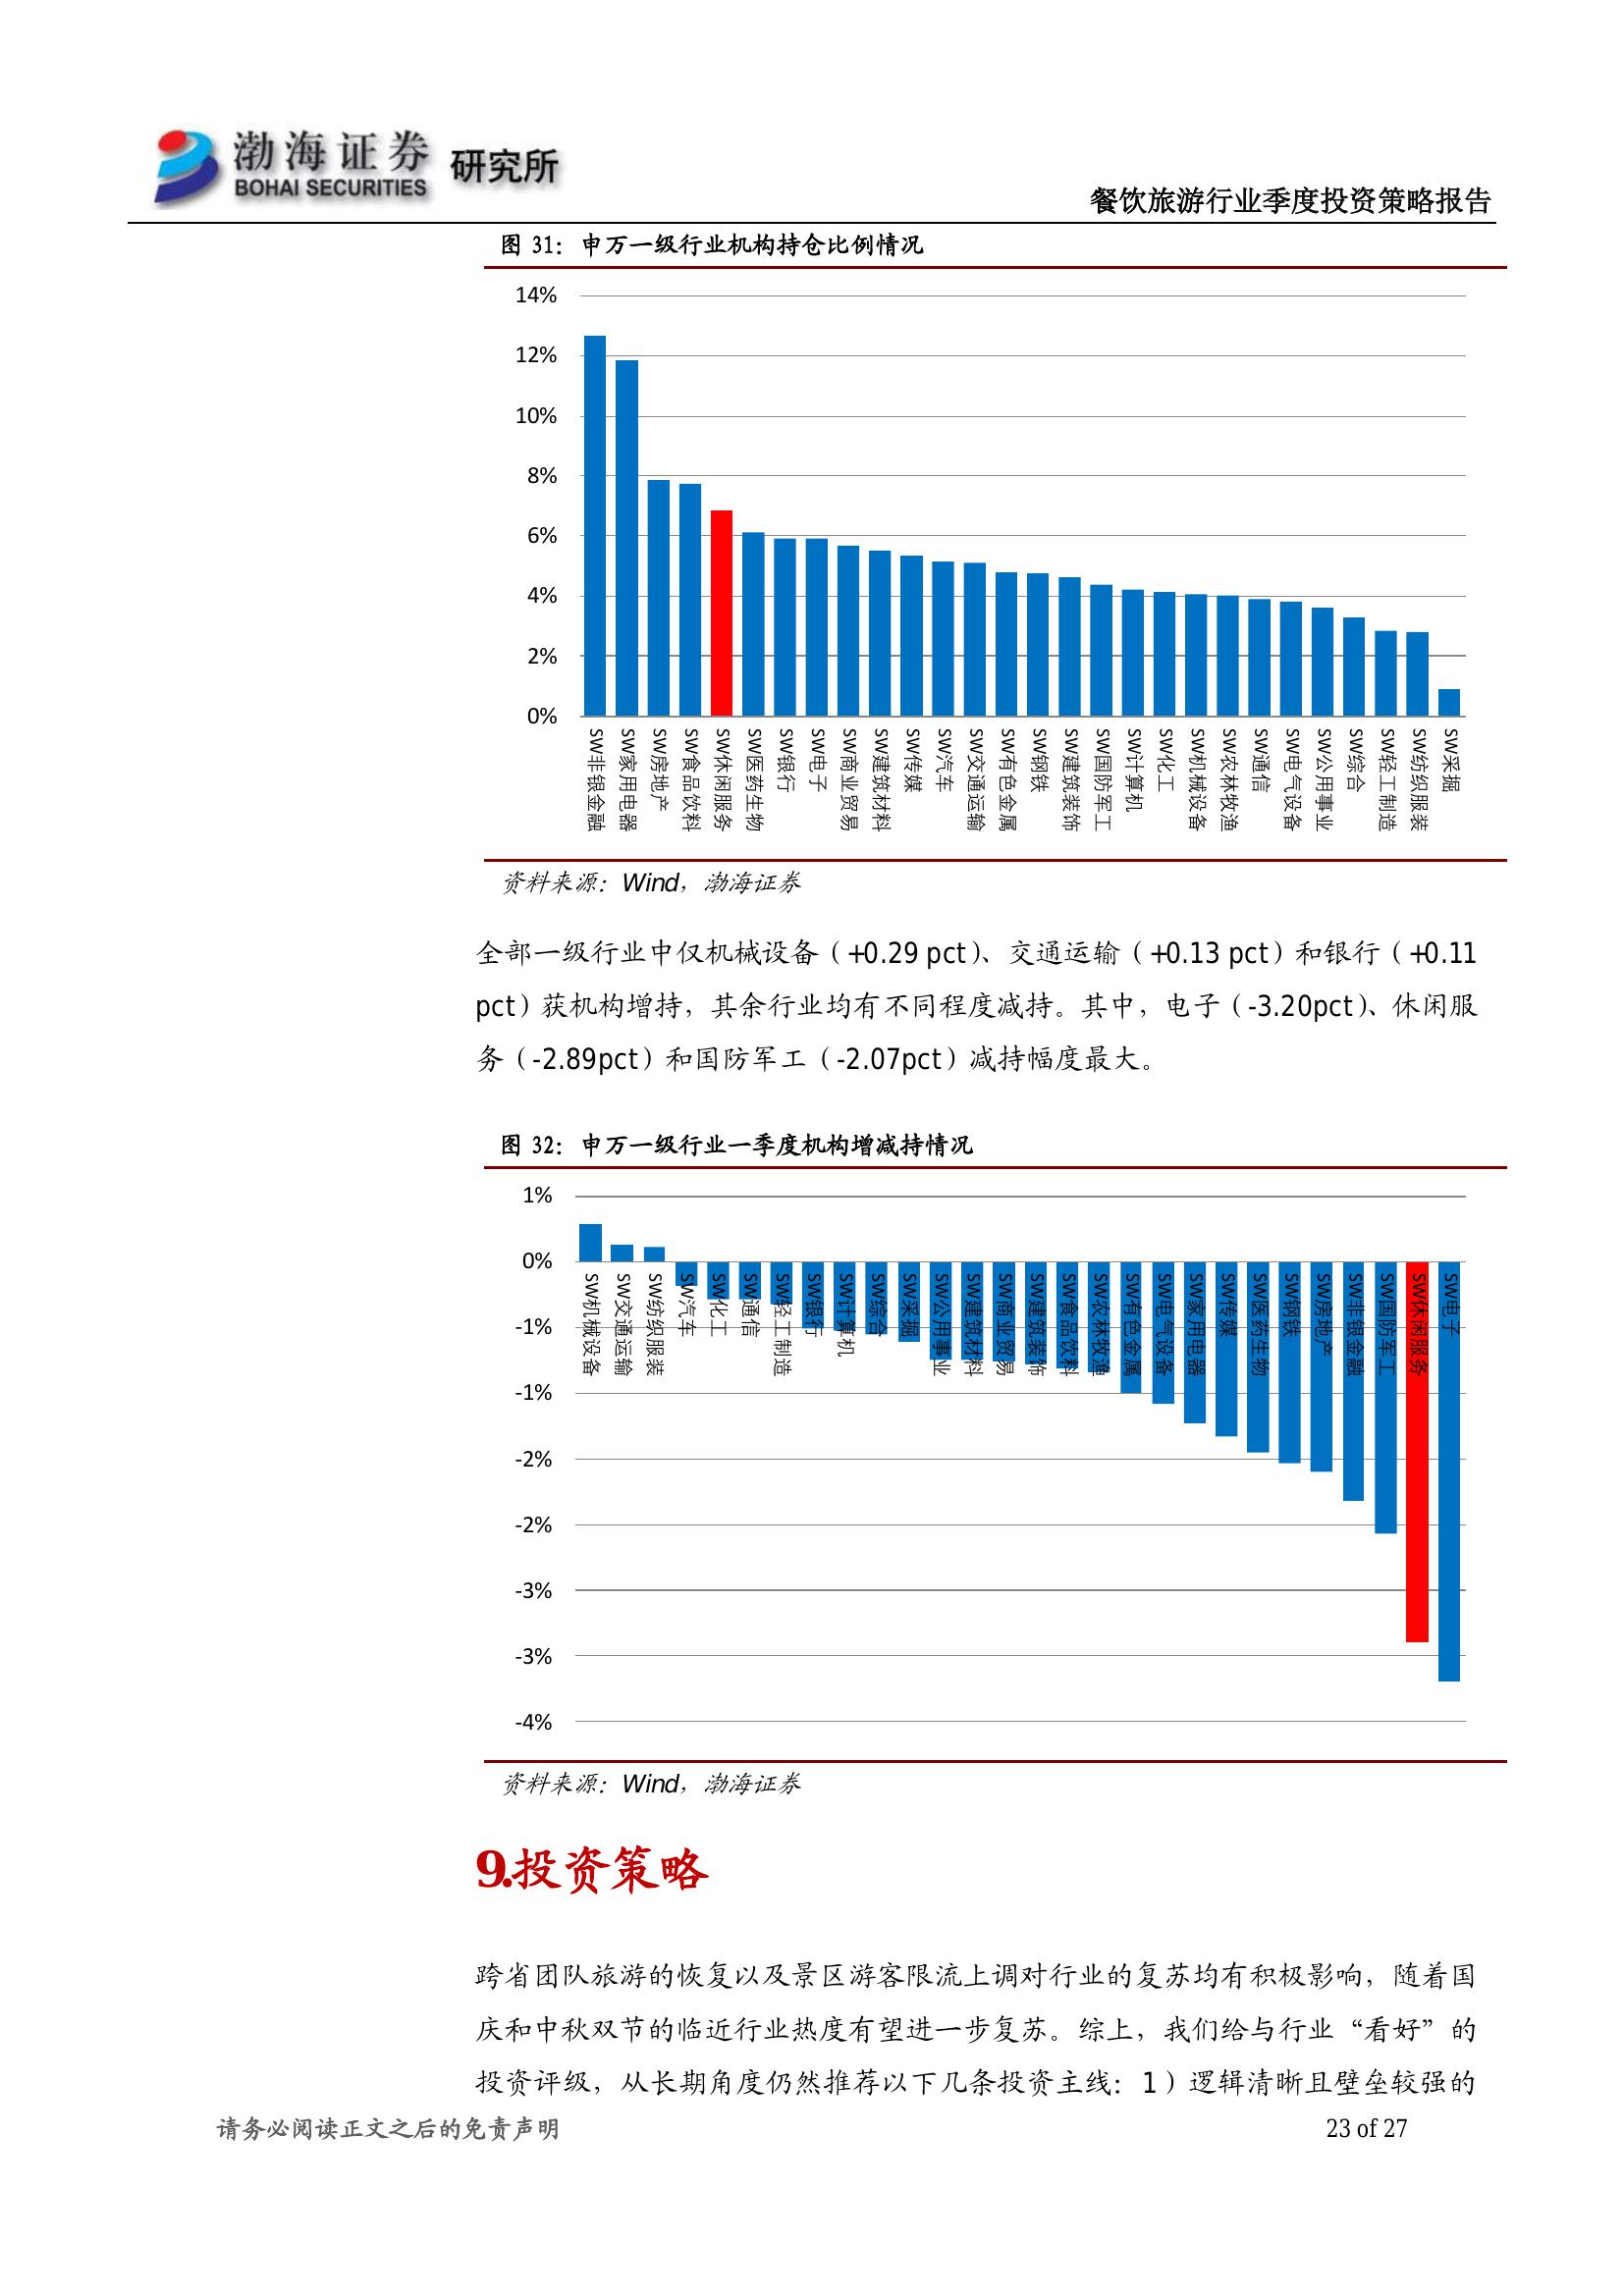 渤海证券 研究所
BOHAI SECURITIES
餐饮旅游行业季度投资策略报告
图 31：申万一级行业机构持仓比例情况
14%
12%
10%
8%
6%
4%
2%
0%
SW非银金融
SW家用电器
SW房地产
SW食品饮料
SW休闲服务
SW医药生物
SW银行
SW电子
SW商业贸易
SW建筑材料
SW传媒
SW汽车
SW交通运输
SW有色金属
SW钢铁
SW建筑装饰
SW国防军工
SW计算机
SW化工
SW机械设备
SW农林牧渔
SW通信
SW电气设备
SW公用事业
SW综合
SW轻工制造
SW纺织服装
SW采掘
资料来源：Wind，渤海证券
全部一级行业中仅机械设备（+0.29 pct）、交通运输（+0.13 pct）和银行（+0.11
pct）获机构增持，其余行业均有不同程度减持。其中，电子（-3.20pct）、休闲服
务（-2.89pct）和国防军工（-2.07pct）减持幅度最大。
图 32：申万一级行业一季度机构增减持情况
1%
0%
-1%
-1%
-2%
-2%
-3%
-3%
-4%
SW机械设备
SW交通运输
SW纺织服装
SW汽车
SW化工
SW通信
SW轻工制造
SW银行
SW计算机
SW综合
SW采掘
SW公用事业
SW建筑材料
SW商业贸易
SW建筑装饰
SW食品饮料
SW农林牧渔
SW有色金属
SW电气设备
SW家用电器
SW传媒
SW医药生物
SW钢铁
SW房地产
SW非银金融
SW国防军工
SW休闲服务
SW电子
资料来源：Wind，渤海证券
9.投资策略
跨省团队旅游的恢复以及景区游客限流上调对行业的复苏均有积极影响，随着国
庆和中秋双节的临近行业热度有望进一步复苏。综上，我们给与行业“看好”的
投资评级，从长期角度仍然推荐以下几条投资主线：1）逻辑清晰且壁垒较强的
请务必阅读正文之后的免责声明
23 of 27